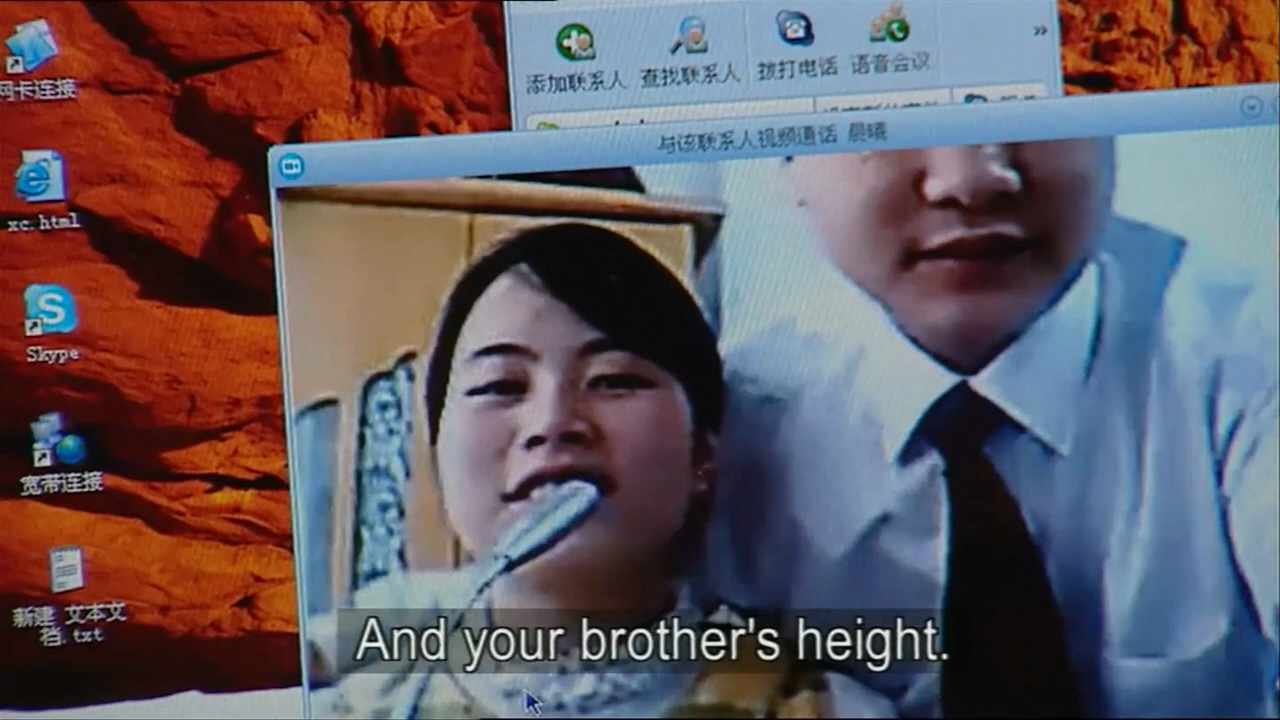 添加联系人 查找联系人 拨打电话 语音会议
与该联系人视频通话 晨曦
网卡连接
xc.html
Skype
宽带连接
新建 文本文
档.txt
And your brother's height.